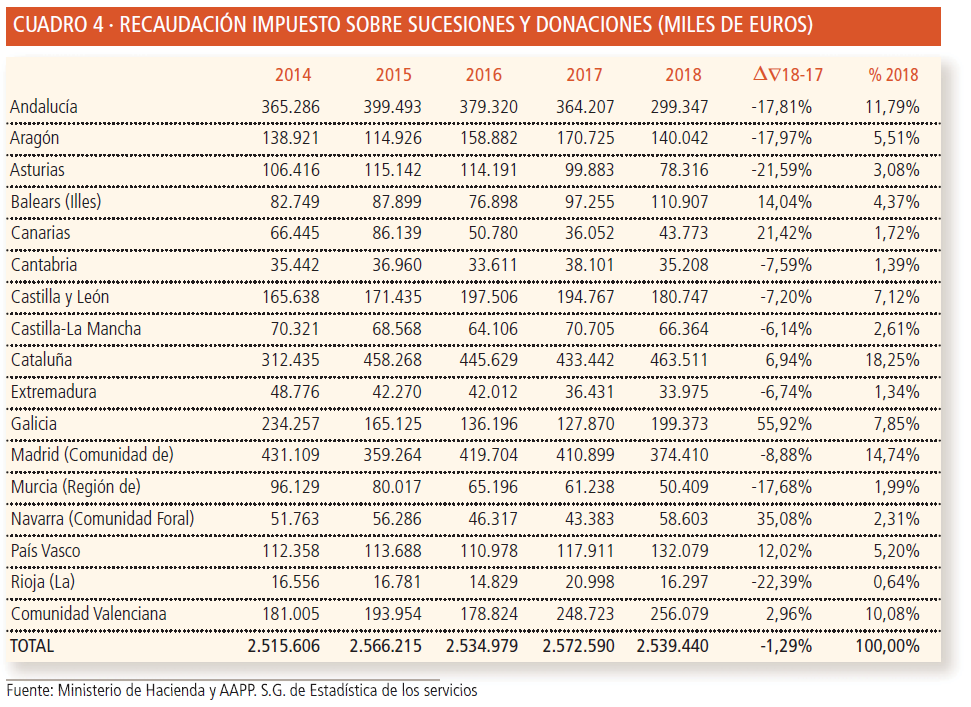 CUADRO 4 · RECAUDACIÓN IMPUESTO SOBRE SUCESIONES Y DONACIONES (MILES DE EUROS)
2014 2015 2016 2017 2018 Δ∇18-17 % 2018
Andalucía 365.286 399.493 379.320 364.207 299.347 -17,81% 11,79%
Aragón 138.921 114.926 158.882 170.725 140.042 -17,97% 5,51%
Asturias 106.416 115.142 114.191 99.883 78.316 -21,59% 3,08%
Balears (Illes) 82.749 87.899 76.898 97.255 110.907 14,04% 4,37%
Canarias 66.445 86.139 50.780 36.052 43.773 21,42% 1,72%
Cantabria 35.442 36.960 33.611 38.101 35.208 -7,59% 1,39%
Castilla y León 165.638 171.435 197.506 194.767 180.747 -7,20% 7,12%
Castilla-La Mancha 70.321 68.568 64.106 70.705 66.364 -6,14% 2,61%
Cataluña 312.435 458.268 445.629 433.442 463.511 6,94% 18,25%
Extremadura 48.776 42.270 42.012 36.431 33.975 -6,74% 1,34%
Galicia 234.257 165.125 136.196 127.870 199.373 55,92% 7,85%
Madrid (Comunidad de) 431.109 359.264 419.704 410.899 374.410 -8,88% 14,74%
Murcia (Región de) 96.129 80.017 65.196 61.238 50.409 -17,68% 1,99%
Navarra (Comunidad Foral) 51.763 56.286 46.317 43.383 58.603 35,08% 2,31%
País Vasco 112.358 113.688 110.978 117.911 132.079 12,02% 5,20%
Rioja (La) 16.556 16.781 14.829 20.998 16.297 -22,39% 0,64%
Comunidad Valenciana 181.005 193.954 178.824 248.723 256.079 2,96% 10,08%
TOTAL 2.515.606 2.566.215 2.534.979 2.572.590 2.539.440 -1,29% 100,00%
Fuente: Ministerio de Hacienda y AAPP. S.G. de Estadística de los servicios